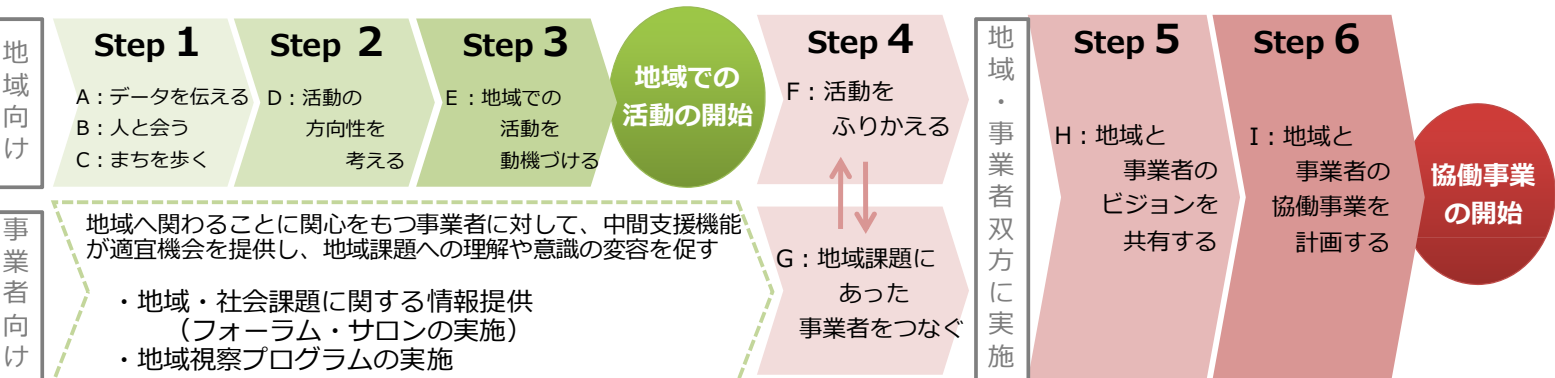 地域向け
Step 1
A：データを伝える
B：人と会う
C：まちを歩く
Step 2
D：活動の
方向性を
考える
Step 3
E：地域での
活動を
動機づける
地域での
活動の開始
Step 4
F：活動を
ふりかえる
事業者向け
地域へ関わることに関心をもつ事業者に対して、中間支援機能
が適宜機会を提供し、地域課題への理解や意識の変容を促す
・地域・社会課題に関する情報提供
（フォーラム・サロンの実施）
・地域視察プログラムの実施
G：地域課題に
あった
事業者をつなぐ
地域・事業者双方に実施
Step 5
H：地域と
事業者の
ビジョンを
共有する
Step 6
I：地域と
事業者の
協働事業を
計画する
協働事業
の開始